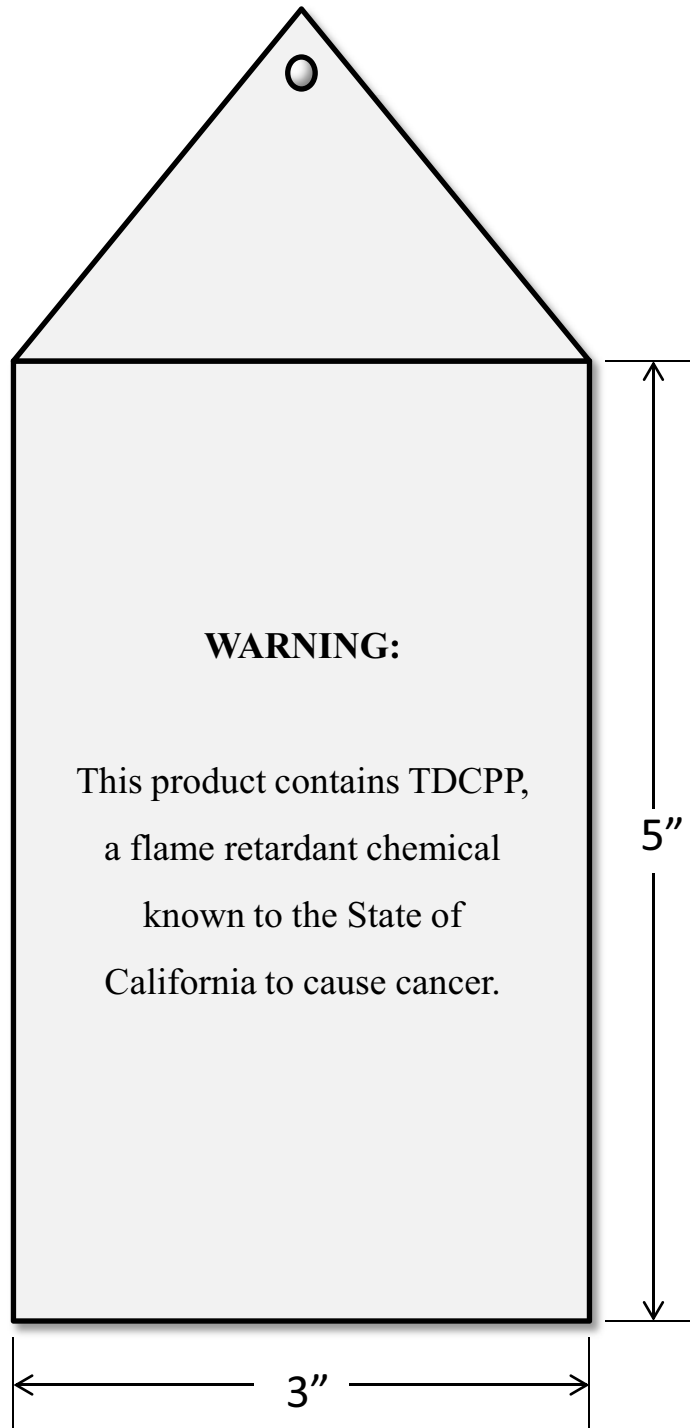 WARNING:
This product contains TDCPP,
a flame retardant chemical
known to the State of
California to cause cancer.
5”
3”